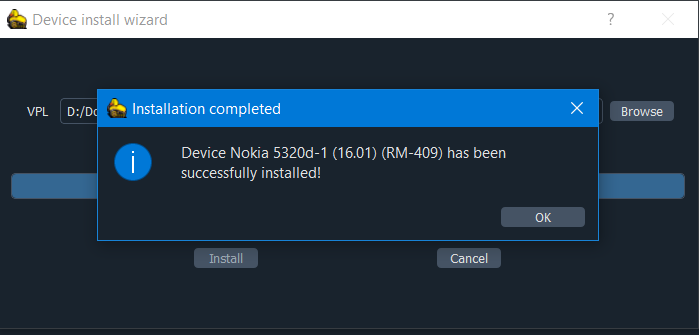 Device install wizard
?
Installation completed
VPL
D:/Do
Browse
i
Device Nokia 5320d-1 (16.01) (RM-409) has been
successfully installed!
OK
Install
Cancel